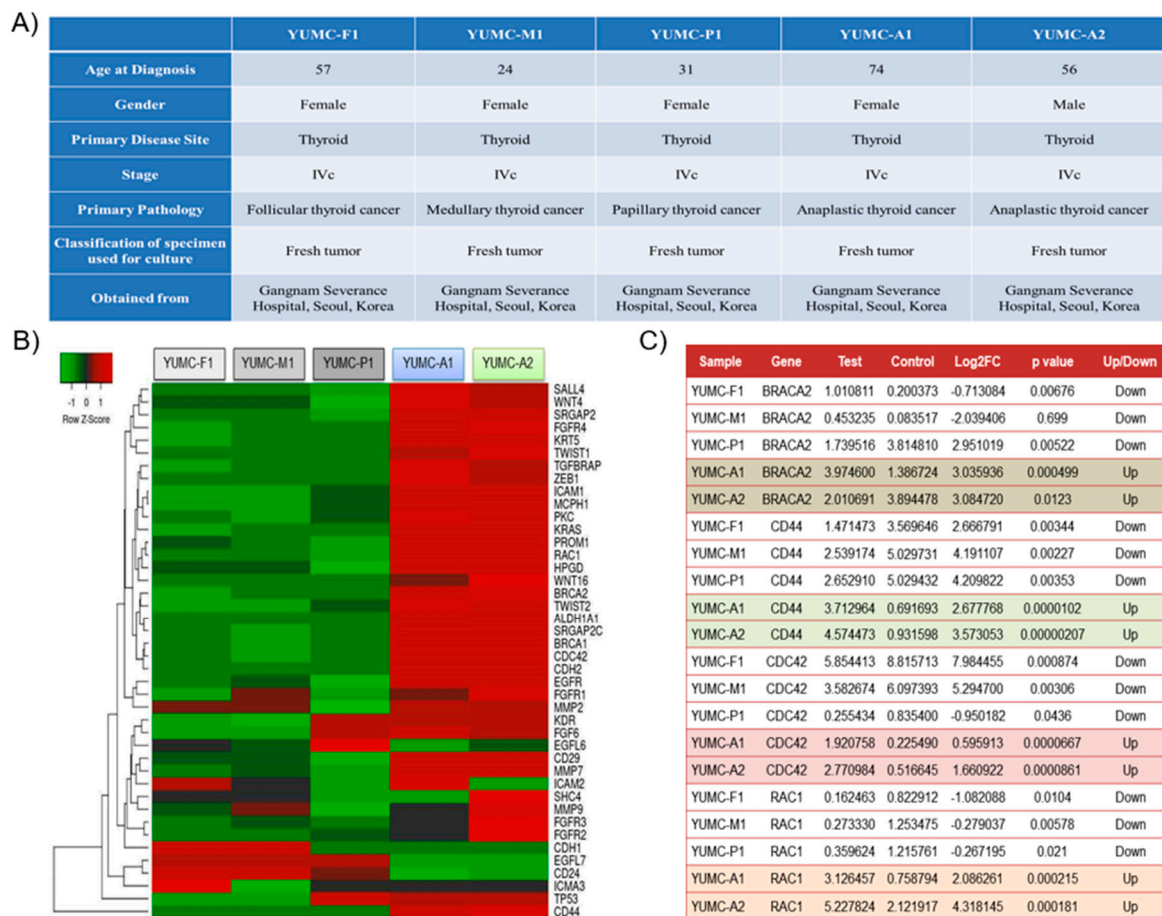 A)
YUMC-F1 YUMC-M1 YUMC-P1 YUMC-A1 YUMC-A2
Age at Diagnosis 57 24 31 74 56
Gender Female Female Female Female Male
Primary Disease Site Thyroid Thyroid Thyroid Thyroid Thyroid
Stage IVc IVc IVc IVc IVc
Primary Pathology Follicular thyroid cancer Medullary thyroid cancer Papillary thyroid cancer Anaplastic thyroid cancer Anaplastic thyroid cancer
Classification of specimen
used for culture Fresh tumor Fresh tumor Fresh tumor Fresh tumor Fresh tumor
Obtained from Gangnam Severance Gangnam Severance Gangnam Severance Gangnam Severance Gangnam Severance
Hospital, Seoul, Korea Hospital, Seoul, Korea Hospital, Seoul, Korea Hospital, Seoul, Korea Hospital, Seoul, Korea
B)
-1 0 1
Row Z-Score
YUMC-F1 YUMC-M1 YUMC-P1 YUMC-A1 YUMC-A2
SALL4
WNT4
SRGAP2
FGFR4
KRT5
TWIST1
TGFBRAP
ZEB1
ICAM1
MCPH1
PKC
KRAS
PROM1
RAC1
HPGD
WNT16
BRCA2
TWIST2
ALDH1A1
SRGAP2C
BRCA1
CDC42
CDH2
EGFR
FGFR1
MMP2
KDR
FGF6
EGFL6
CD29
MMP7
ICAM2
SHC4
MMP9
FGFR3
FGFR2
CDH1
EGFL7
CD24
ICMA3
TP53
CD44
C)
Sample Gene Test Control Log2FC p value Up/Down
YUMC-F1 BRACA2 1.010811 0.200373 -0.713084 0.00676 Down
YUMC-M1 BRACA2 0.453235 0.083517 -2.039406 0.699 Down
YUMC-P1 BRACA2 1.739516 3.814810 2.951019 0.00522 Down
YUMC-A1 BRACA2 3.974600 1.386724 3.035936 0.000499 Up
YUMC-A2 BRACA2 2.010691 3.894478 3.084720 0.0123 Up
YUMC-F1 CD44 1.471473 3.569646 2.666791 0.00344 Down
YUMC-M1 CD44 2.539174 5.029731 4.191107 0.00227 Down
YUMC-P1 CD44 2.652910 5.029432 4.209822 0.00353 Down
YUMC-A1 CD44 3.712964 0.691693 2.677768 0.0000102 Up
YUMC-A2 CD44 4.574473 0.931598 3.573053 0.00000207 Up
YUMC-F1 CDC42 5.854413 8.815713 7.984455 0.000874 Down
YUMC-M1 CDC42 3.582674 6.097393 5.294700 0.00306 Down
YUMC-P1 CDC42 0.255434 0.835400 -0.950182 0.0436 Down
YUMC-A1 CDC42 1.920758 0.225490 0.595913 0.0000667 Up
YUMC-A2 CDC42 2.770984 0.516645 1.660922 0.0000861 Up
YUMC-F1 RAC1 0.162463 0.822912 -1.082088 0.0104 Down
YUMC-M1 RAC1 0.273330 1.253475 -0.279037 0.00578 Down
YUMC-P1 RAC1 0.359624 1.215761 -0.267195 0.021 Down
YUMC-A1 RAC1 3.126457 0.758794 2.086261 0.000215 Up
YUMC-A2 RAC1 5.227824 2.121917 4.318145 0.000181 Up